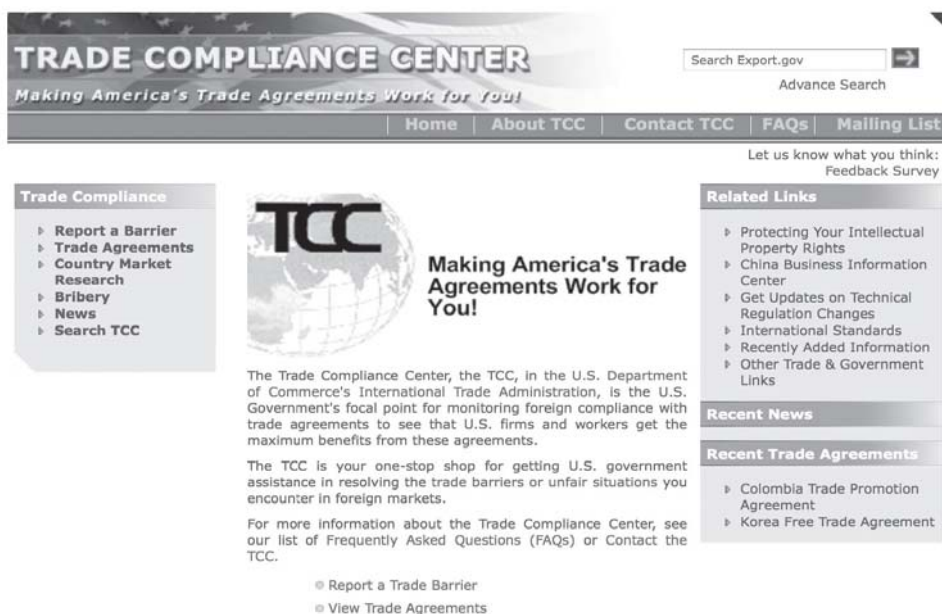 TRADE COMPLIANCE CENTER
Making America's Trade Agreements Work for You!
Search Export.gov
Advance Search
Home | About TCC | Contact TCC | FAQs | Mailing List
Let us know what you think:
Feedback Survey
Trade Compliance
Report a Barrier
Trade Agreements
Country Market
Research
Bribery
News
Search TCC
TCC
Making America's Trade
Agreements Work for
You!
The Trade Compliance Center, the TCC, in the U.S. Department
of Commerce's International Trade Administration, is the U.S.
Government's focal point for monitoring foreign compliance with
trade agreements to see that U.S. firms and workers get the
maximum benefits from these agreements.
The TCC is your one-stop shop for getting U.S. government
assistance in resolving the trade barriers or unfair situations you
encounter in foreign markets.
For more information about the Trade Compliance Center, see
our list of Frequently Asked Questions (FAQs) or Contact the
TCC.
Report a Trade Barrier
View Trade Agreements
Related Links
Protecting Your Intellectual
Property Rights
China Business Information
Center
Get Updates on Technical
Regulation Changes
International Standards
Recently Added Information
Other Trade & Government
Links
Recent News
Recent Trade Agreements
Colombia Trade Promotion
Agreement
Korea Free Trade Agreement